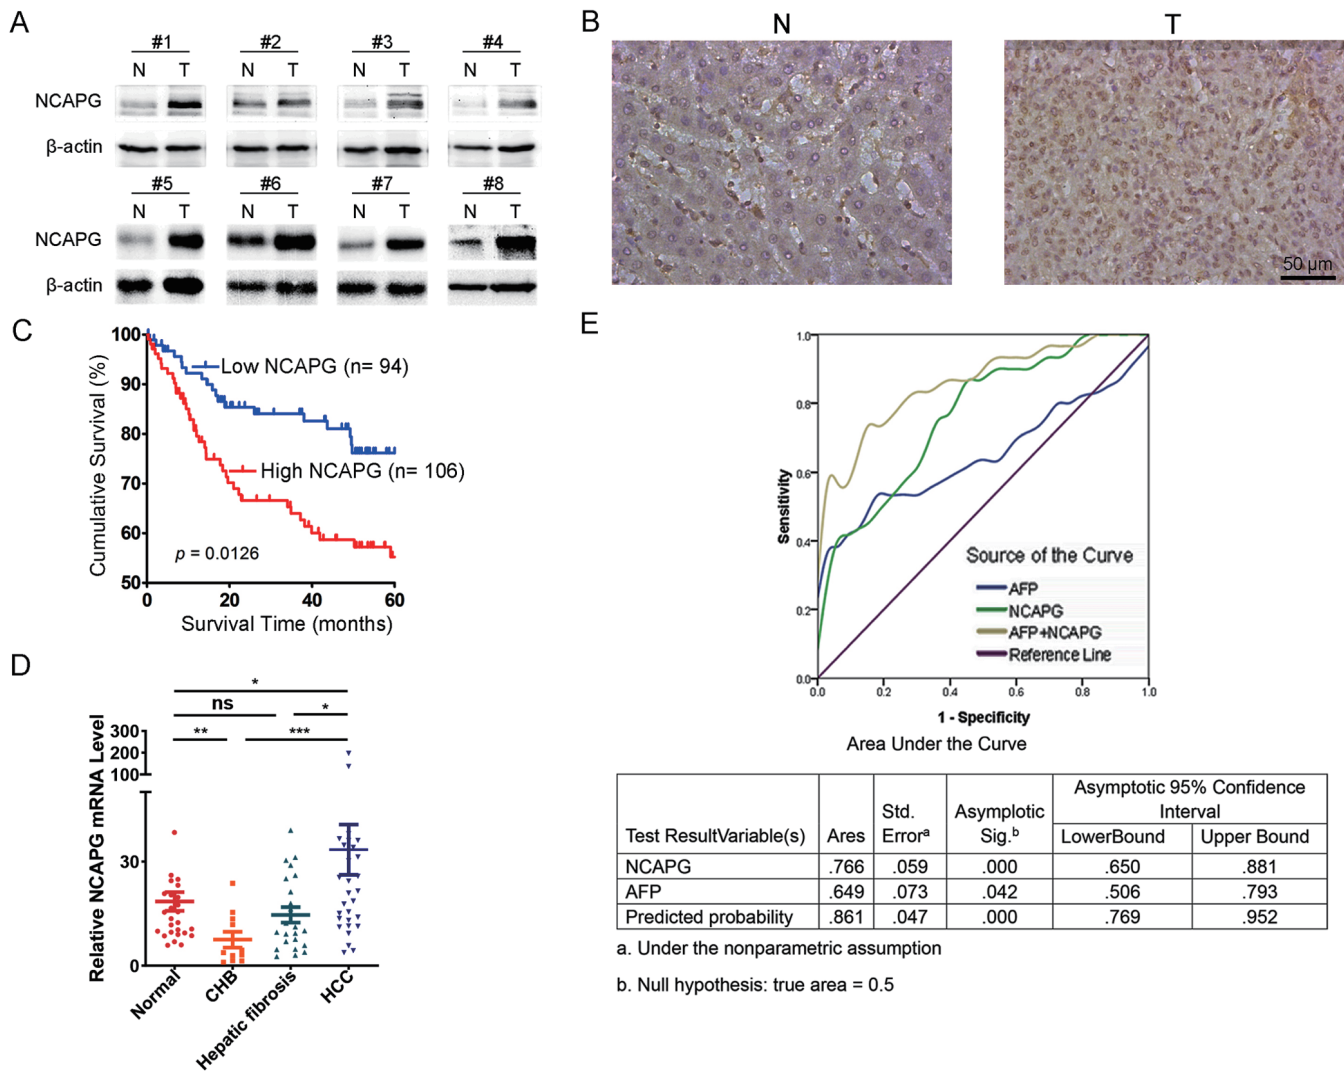 A
#1 #2 #3 #4
N T N T N T N T
NCAPG
β-actin
#5 #6 #7 #8
N T N T N T N T
NCAPG
β-actin
B
N T
50 μm
C
100
90
80
70
60
50
Cumulative Survival (%)
Low NCAPG (n= 94)
High NCAPG (n= 106)
p = 0.0126
0 20 40 60
Survival Time (months)
D
*
ns *
** ***
300
200
100
30
0
Relative NCAPG mRNA Level
Normal CHB Hepatic fibrosis HCC
E
1.0
0.8
0.6
0.4
0.2
0.0
Sensitivity
Source of the Curve
AFP
NCAPG
AFP+NCAPG
Reference Line
0.0 0.2 0.4 0.6 0.8 1.0
1 - Specificity
Area Under the Curve
Test ResultVariable(s) Ares Std. Errorᵃ Asymplotic Sig.ᵇ Asymptotic 95% Confidence Interval
LowerBound Upper Bound
NCAPG .766 .059 .000 .650 .881
AFP .649 .073 .042 .506 .793
Predicted probability .861 .047 .000 .769 .952
a. Under the nonparametric assumption
b. Null hypothesis: true area = 0.5